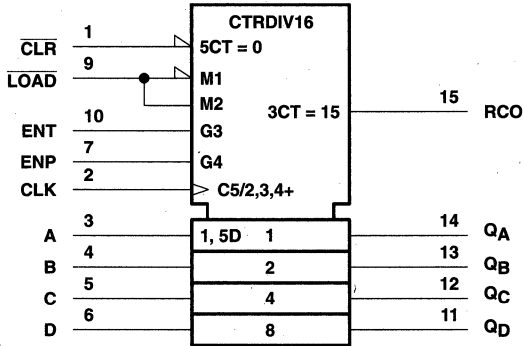 CTRDIV16
1
CLR 5CT = 0
9
LOAD M1
M2
3CT = 15 15 RCO
10
ENT G3
7
ENP G4
2
CLK C5/2,3,4+
3 14
A 1, 5D 1 QA
4 13
B 2 QB
5 12
C 4 QC
6 11
D 8 QD